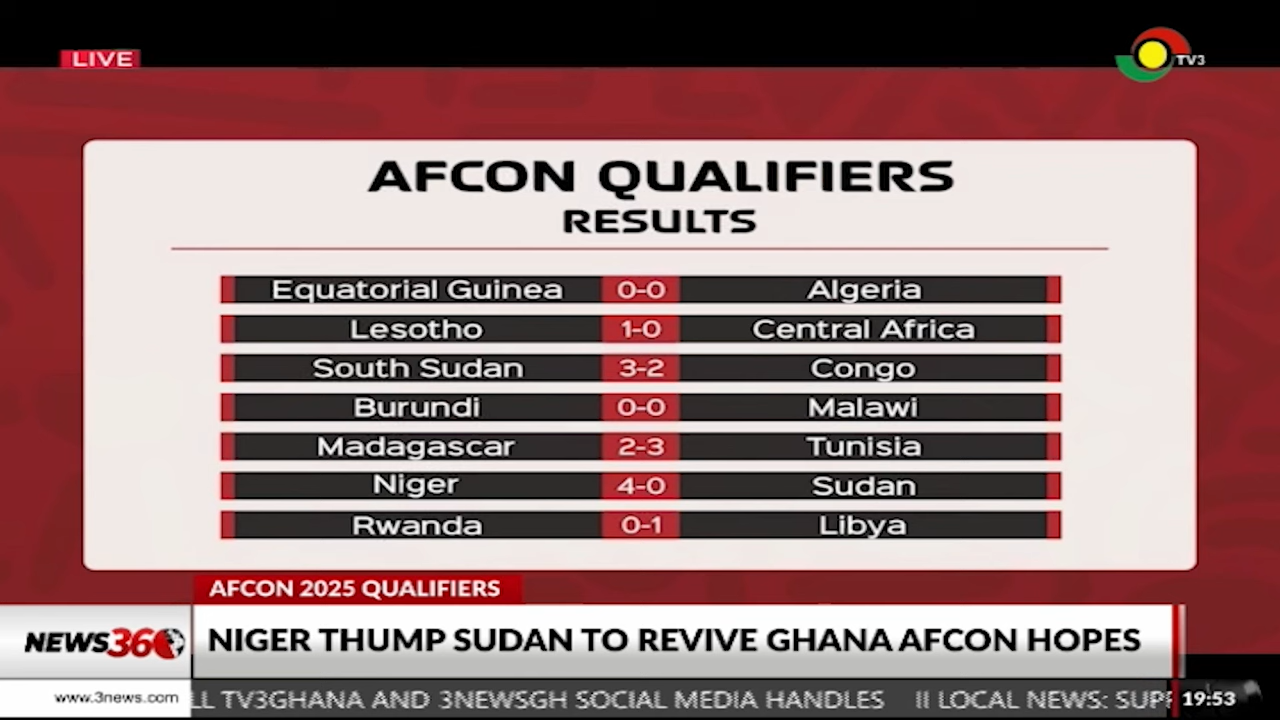 LIVE
TV3
AFCON QUALIFIERS
RESULTS
Equatorial Guinea 0-0 Algeria
Lesotho 1-0 Central Africa
South Sudan 3-2 Congo
Burundi 0-0 Malawi
Madagascar 2-3 Tunisia
Niger 4-0 Sudan
Rwanda 0-1 Libya
AFCON 2025 QUALIFIERS
NEWS360
NIGER THUMP SUDAN TO REVIVE GHANA AFCON HOPES
www.3news.com
TV3GHANA AND 3NEWSGH SOCIAL MEDIA HANDLES || LOCAL NEWS:
19:53